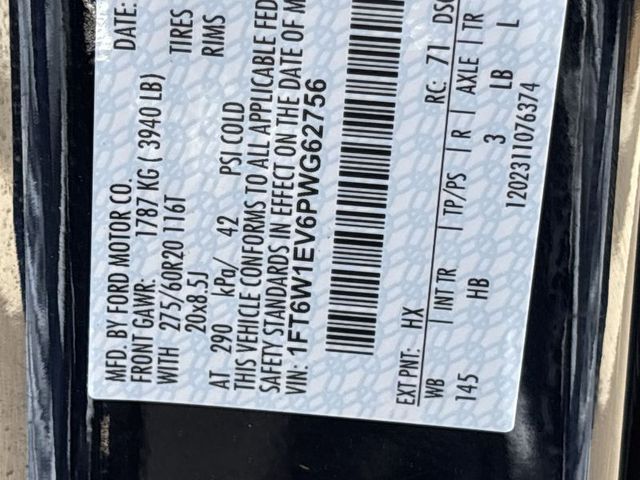 MFD. BY FORD MOTOR CO. DATE:
FRONT GAWR: 1787 KG ( 3940 LB)
WITH 275/60R20 116T TIRES
20x8.5J RIMS
AT 290 kPa/ 42 PSI COLD
THIS VEHICLE CONFORMS TO ALL APPLICABLE FED
SAFETY STANDARDS IN EFFECT ON THE DATE OF M
VIN: 1FT6W1EV6PWG62756
EXT PNT: HX RC: 71 DSO
WB | INT TR | TP/PS | R | AXLE | TR
145 HB 3 LB L
1202311076374